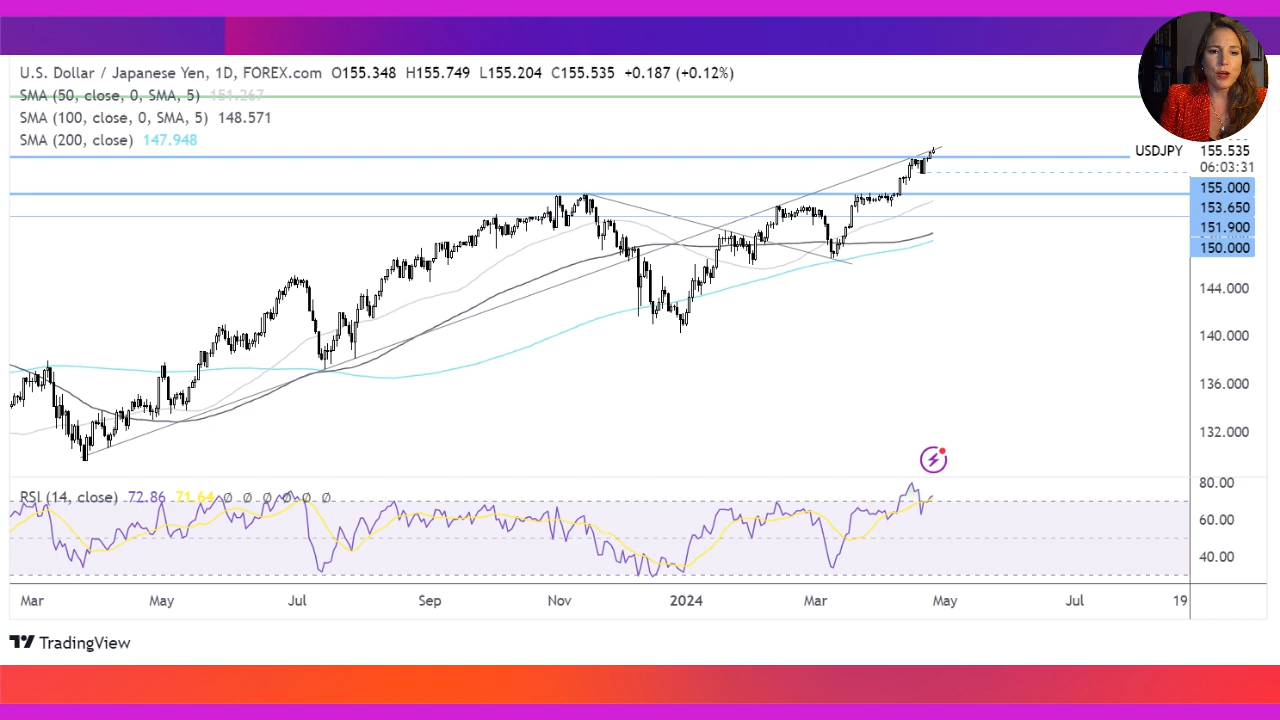 U.S. Dollar / Japanese Yen, 1D, FOREX.com O155.348 H155.749 L155.204 C155.535 +0.187 (+0.12%)
SMA (50, close, 0, SMA, 5) 151.267
SMA (100, close, 0, SMA, 5) 148.571
SMA (200, close) 147.948
USDJPY 155.535
06:03:31
155.000
153.650
151.900
150.000
144.000
140.000
136.000
132.000
RSI (14, close) 72.86 71.64 Ø Ø Ø Ø Ø Ø
80.00
60.00
40.00
Mar May Jul Sep Nov 2024 Mar May Jul 19
TradingView